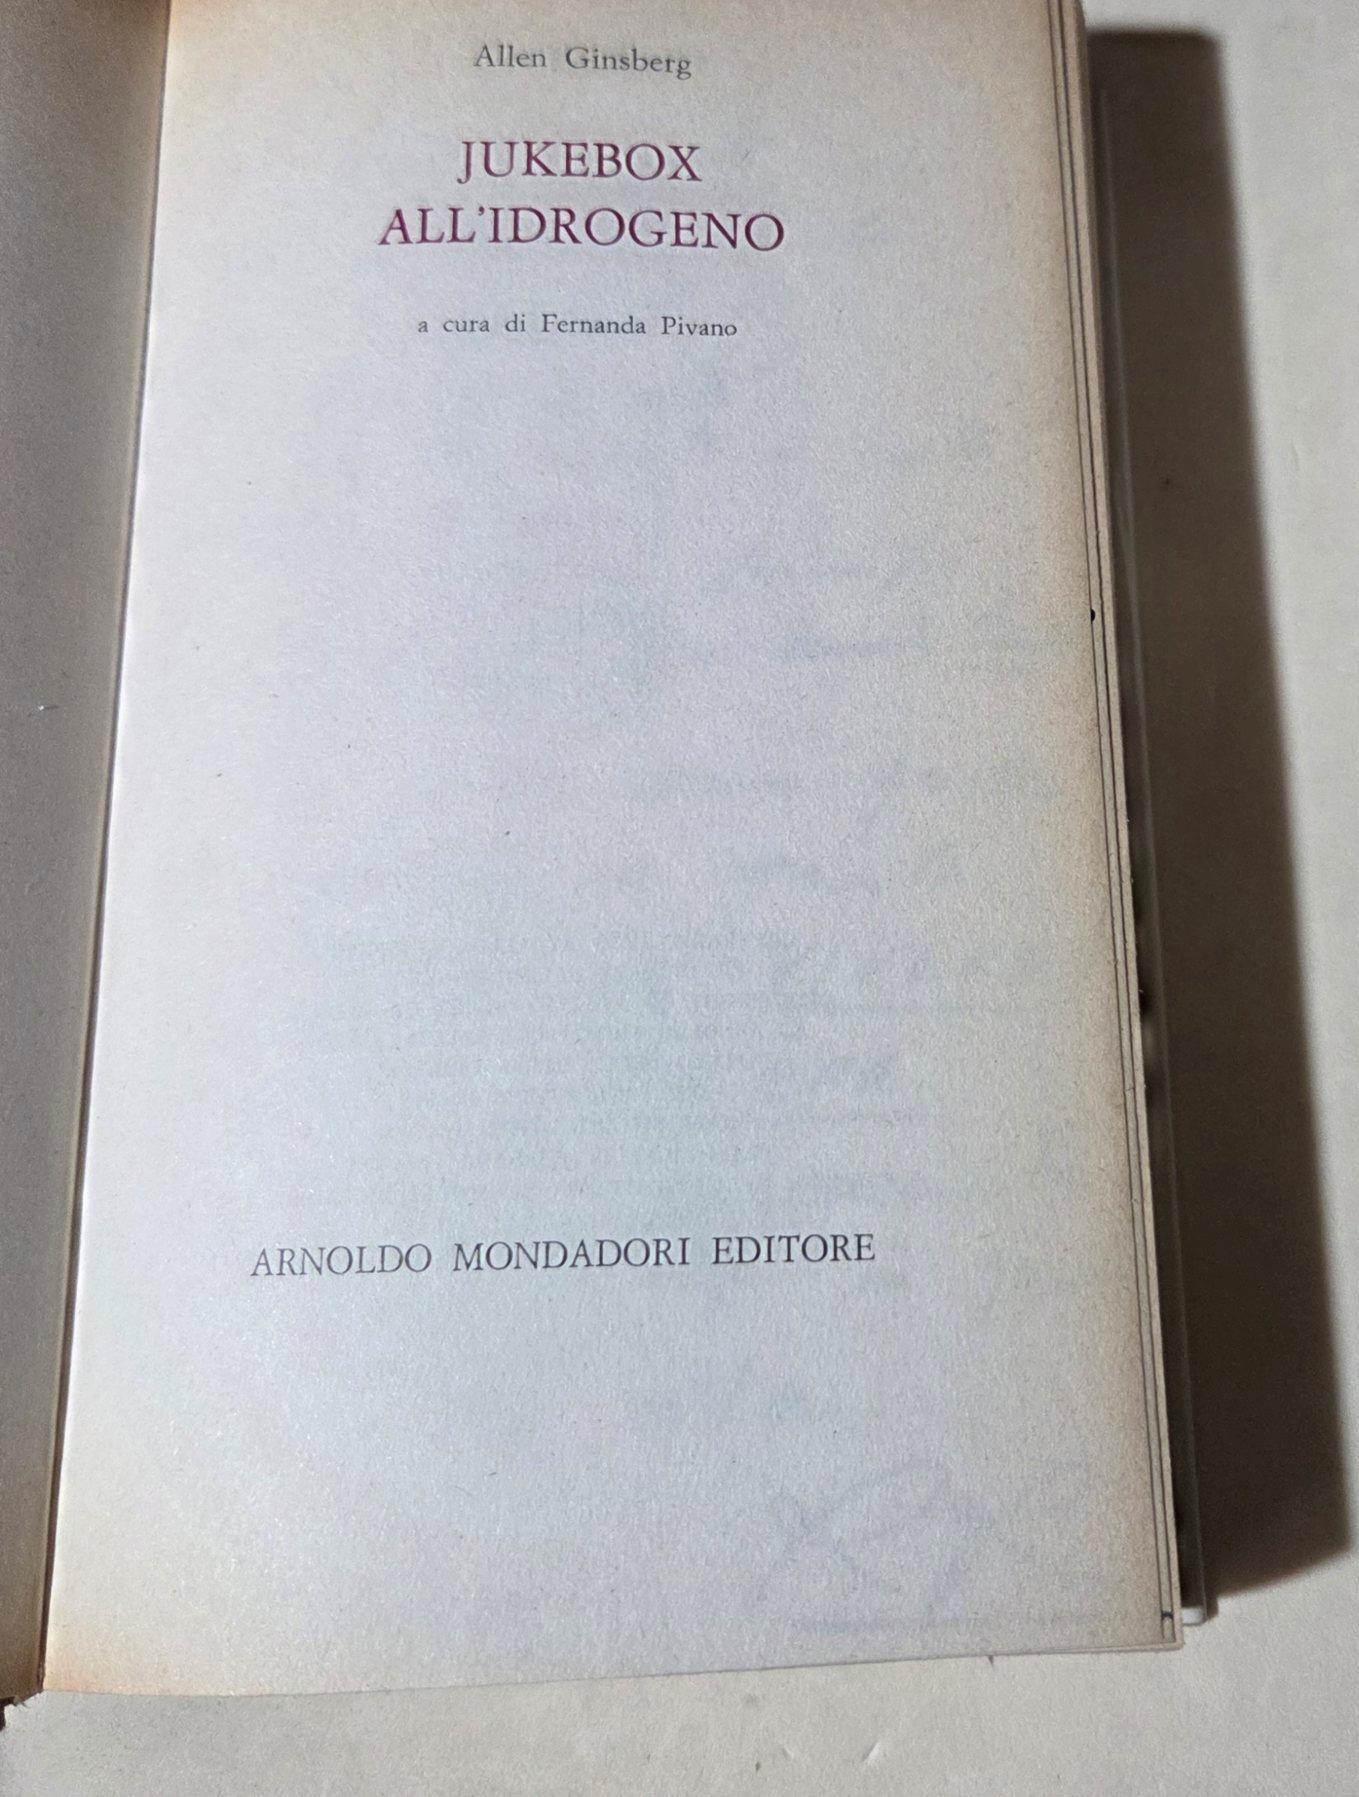 Allen Ginsberg
JUKEBOX
ALL'IDROGENO
a cura di Fernanda Pivano
ARNOLDO MONDADORI EDITORE